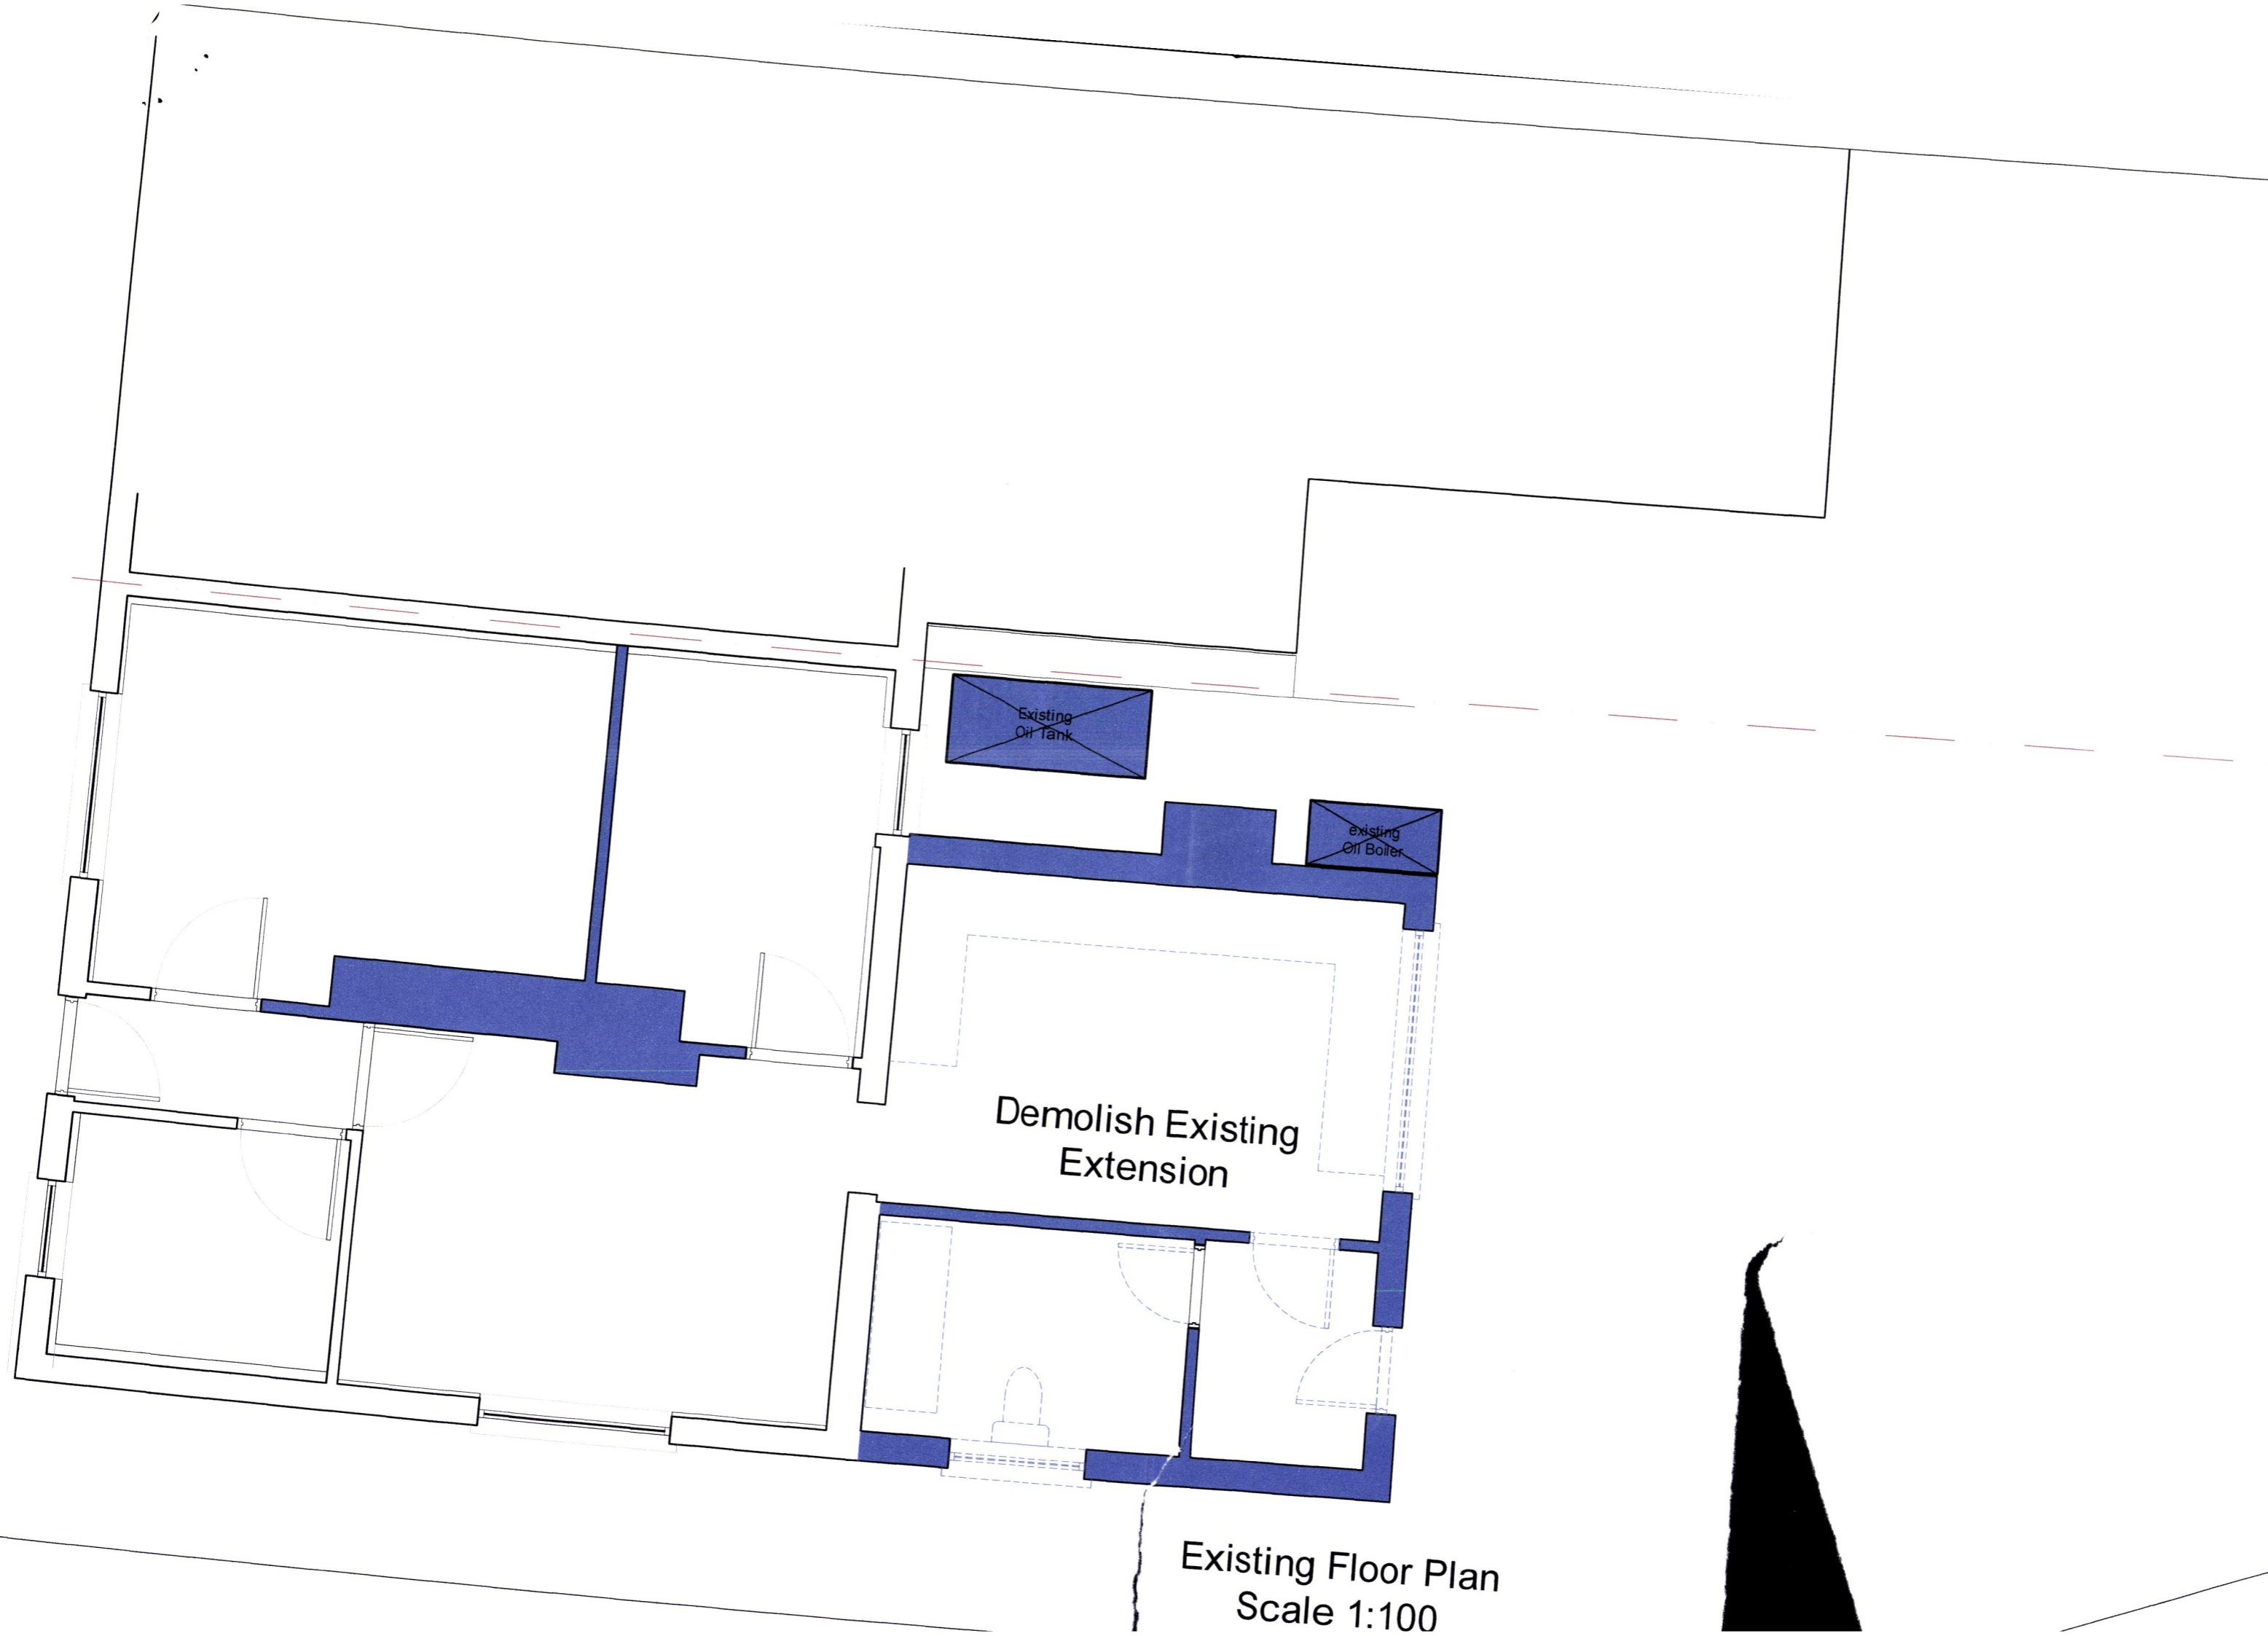 Existing
Oil Tank
existing
Oil Boiler
Demolish Existing
Extension
Existing Floor Plan
Scale 1:100